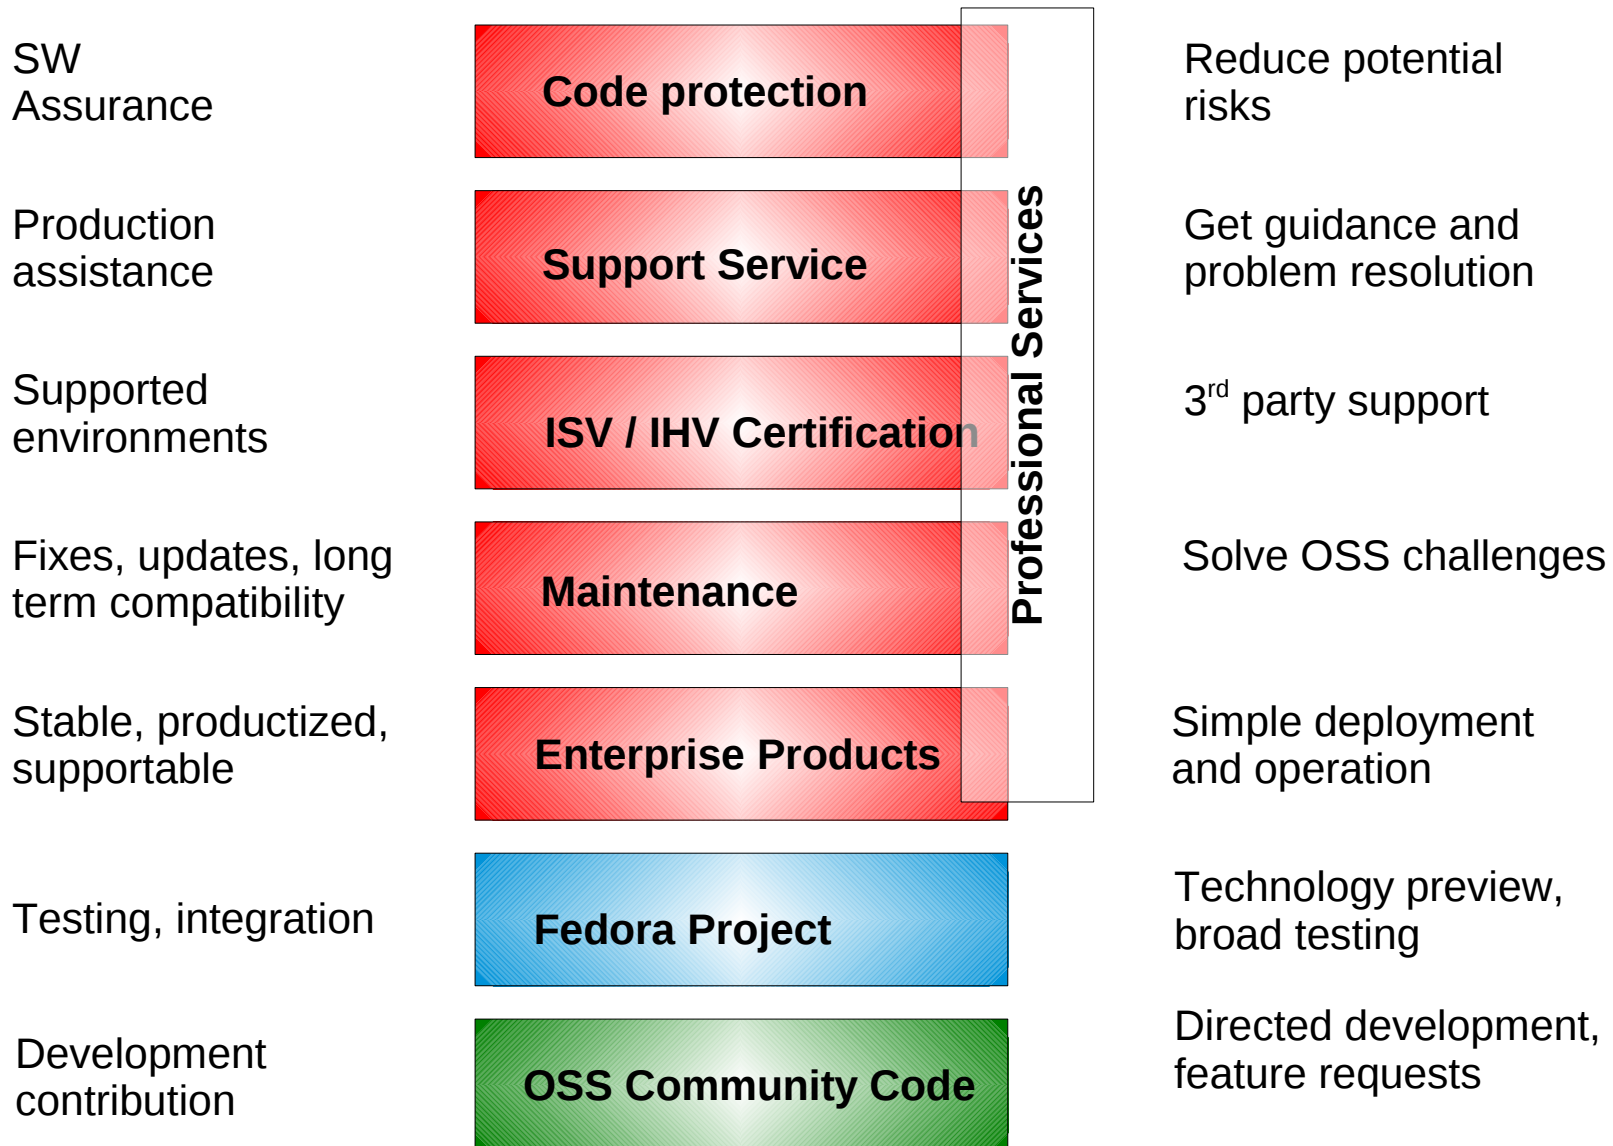 SW
Assurance
Code protection
Reduce potential
risks
Production
assistance
Support Service
Get guidance and
problem resolution
Supported
environments
ISV / IHV Certification
3rd party support
Fixes, updates, long
term compatibility
Maintenance
Solve OSS challenges
Stable, productized,
supportable
Enterprise Products
Simple deployment
and operation
Professional Services
Testing, integration
Fedora Project
Technology preview,
broad testing
Development
contribution
OSS Community Code
Directed development,
feature requests